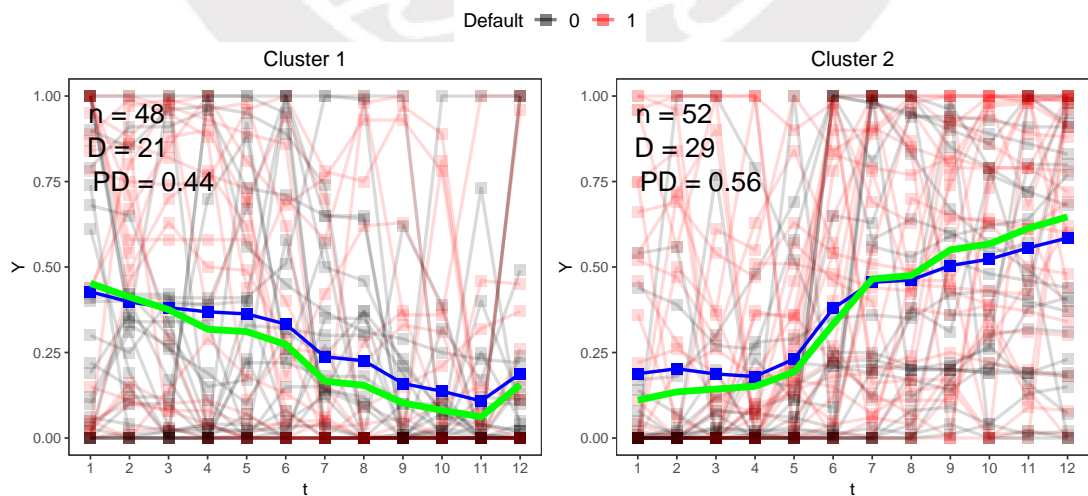 Default 0 1
Cluster 1
n = 48
D = 21
PD = 0.44
1.00
0.75
0.50
0.25
0.00
Y
1 2 3 4 5 6 7 8 9 10 11 12
t
Cluster 2
n = 52
D = 29
PD = 0.56
1.00
0.75
0.50
0.25
0.00
Y
1 2 3 4 5 6 7 8 9 10 11 12
t